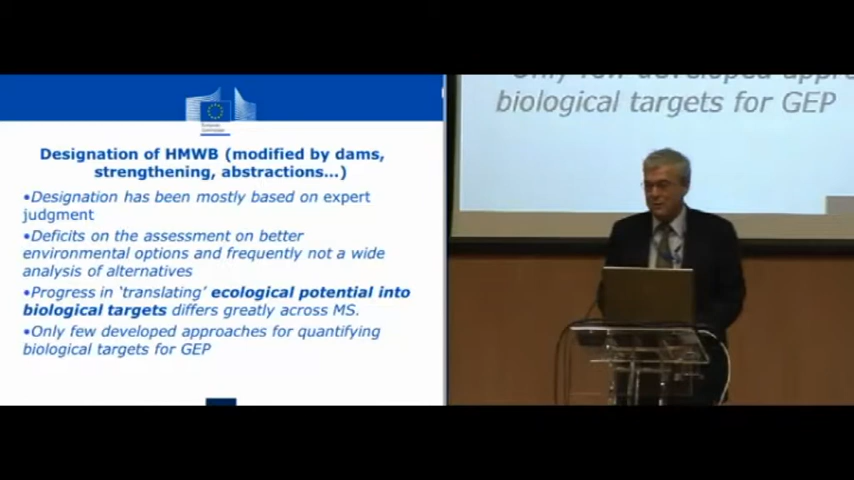 Designation of HMWB (modified by dams,
strengthening, abstractions...)
•Designation has been mostly based on expert
judgment
•Deficits on the assessment on better
environmental options and frequently not a wide
analysis of alternatives
•Progress in ‘translating’ ecological potential into
biological targets differs greatly across MS.
•Only few developed approaches for quantifying
biological targets for GEP
Only few developed
biological targets for GEP